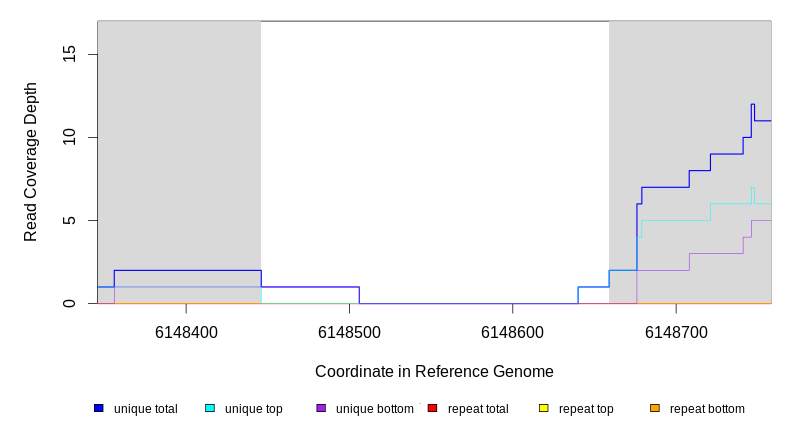 Read Coverage Depth
15
10
5
0
6148400 6148500 6148600 6148700
Coordinate in Reference Genome
unique total unique top unique bottom repeat total repeat top repeat bottom